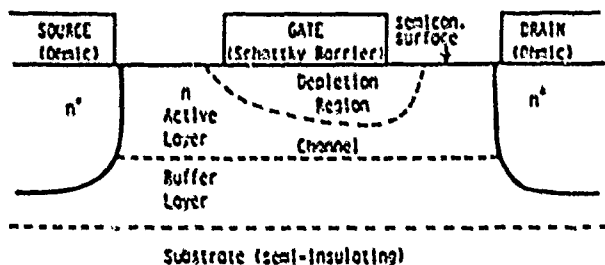 SOURCE
(Ohmic)
GATE
(Schottky Barrier)
semicon.
surface
DRAIN
(Ohmic)
n⁺
n
Active
Layer
Depletion
Region
n⁺
Channel
Buffer
Layer
Substrate (semi-insulating)